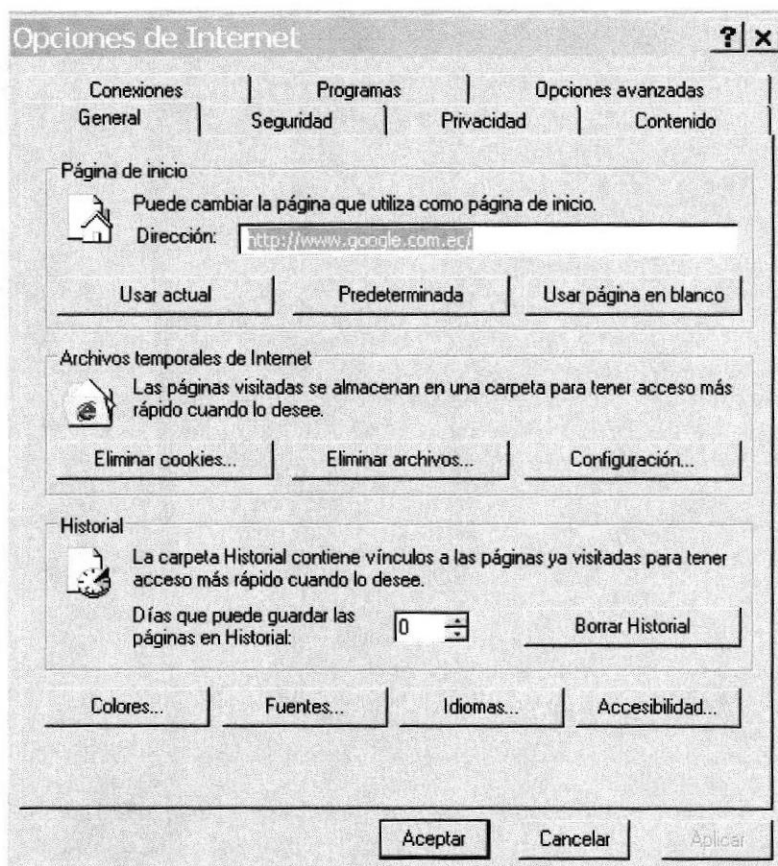 Opciones de Internet
Conexiones Programas Opciones avanzadas
General Seguridad Privacidad Contenido
Página de inicio
Puede cambiar la página que utiliza como página de inicio.
Dirección: http://www.google.com.ec/
Usar actual Predeterminada Usar página en blanco
Archivos temporales de Internet
Las páginas visitadas se almacenan en una carpeta para tener acceso más
rápido cuando lo desee.
Eliminar cookies... Eliminar archivos... Configuración...
Historial
La carpeta Historial contiene vínculos a las páginas ya visitadas para tener
acceso más rápido cuando lo desee.
Días que puede guardar las
páginas en Historial: 0 Borrar Historial
Colores... Fuentes... Idiomas... Accesibilidad...
Aceptar Cancelar Aplicar